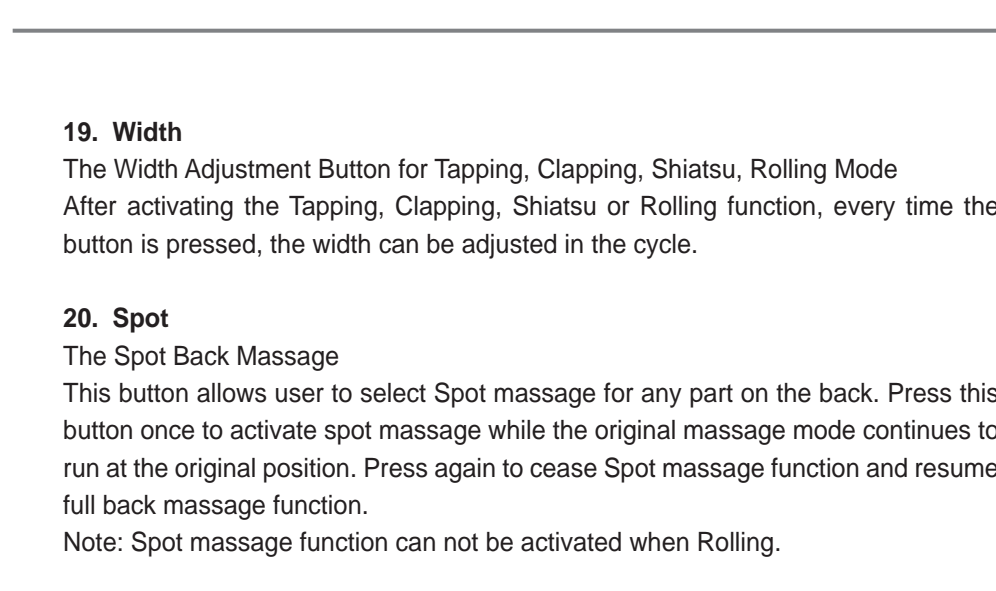 19. Width
The Width Adjustment Button for Tapping, Clapping, Shiatsu, Rolling Mode
After activating the Tapping, Clapping, Shiatsu or Rolling function, every time the
button is pressed, the width can be adjusted in the cycle.
20. Spot
The Spot Back Massage
This button allows user to select Spot massage for any part on the back. Press this
button once to activate spot massage while the original massage mode continues to
run at the original position. Press again to cease Spot massage function and resume
full back massage function.
Note: Spot massage function can not be activated when Rolling.